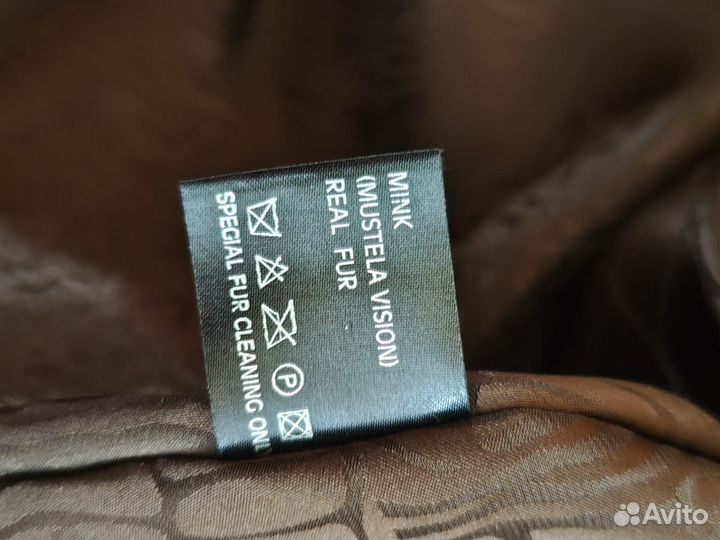 MINK
(MUSTELA VISION)
REAL FUR
P
SPECIAL FUR CLEANING ONLY
Avito